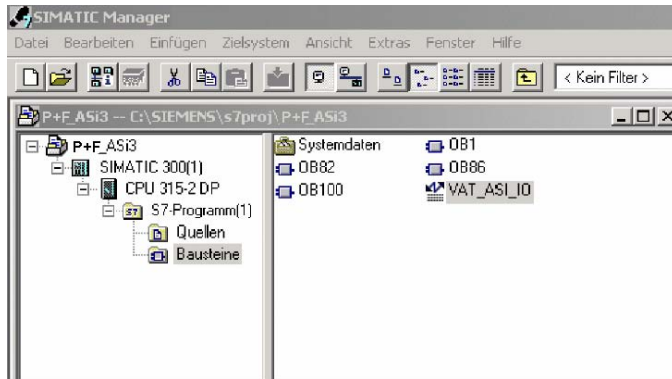 SIMATIC Manager
Datei Bearbeiten Einfügen Zielsystem Ansicht Extras Fenster Hilfe
< Kein Filter >
P+F_ASi3 -- C:\SIEMENS\s7proj\P+F_ASi3
P+F_ASi3
SIMATIC 300(1)
CPU 315-2 DP
S7-Programm(1)
Quellen
Bausteine
Systemdaten
OB1
OB82
OB86
OB100
VAT_ASI_IO